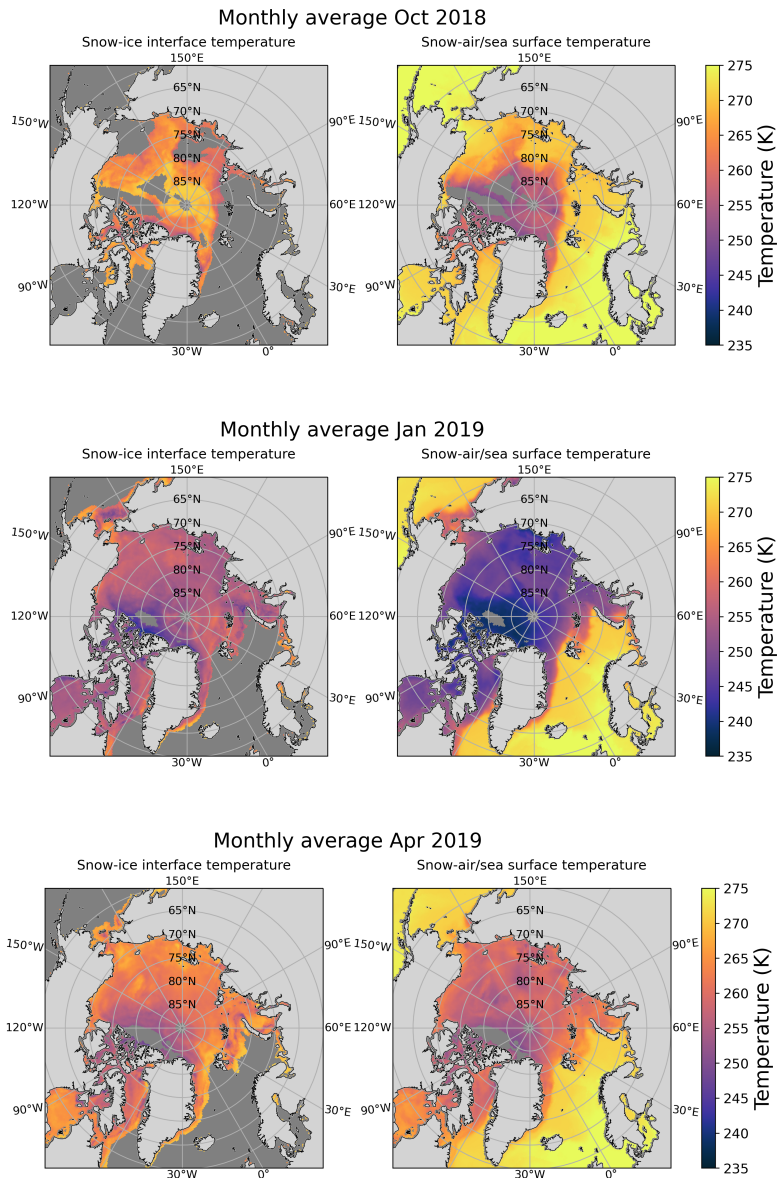 Monthly average Oct 2018
Snow-ice interface temperature
Snow-air/sea surface temperature
150°E
150°E
65°N
70°N
75°N
80°N
85°N
65°N
70°N
75°N
80°N
85°N
150°W
90°E
150°W
90°E
120°W
60°E
120°W
60°E
90°W
30°E
90°W
30°E
30°W
0°
30°W
0°
275
270
265
260
255
250
245
240
235
Temperature (K)
Monthly average Jan 2019
Snow-ice interface temperature
Snow-air/sea surface temperature
150°E
150°E
65°N
70°N
75°N
80°N
85°N
65°N
70°N
75°N
80°N
85°N
150°W
90°E
150°W
90°E
120°W
60°E
120°W
60°E
90°W
30°E
90°W
30°E
30°W
0°
30°W
0°
275
270
265
260
255
250
245
240
235
Temperature (K)
Monthly average Apr 2019
Snow-ice interface temperature
Snow-air/sea surface temperature
150°E
150°E
65°N
70°N
75°N
80°N
85°N
65°N
70°N
75°N
80°N
85°N
150°W
90°E
150°W
90°E
120°W
60°E
120°W
60°E
90°W
30°E
90°W
30°E
30°W
0°
30°W
0°
275
270
265
260
255
250
245
240
235
Temperature (K)